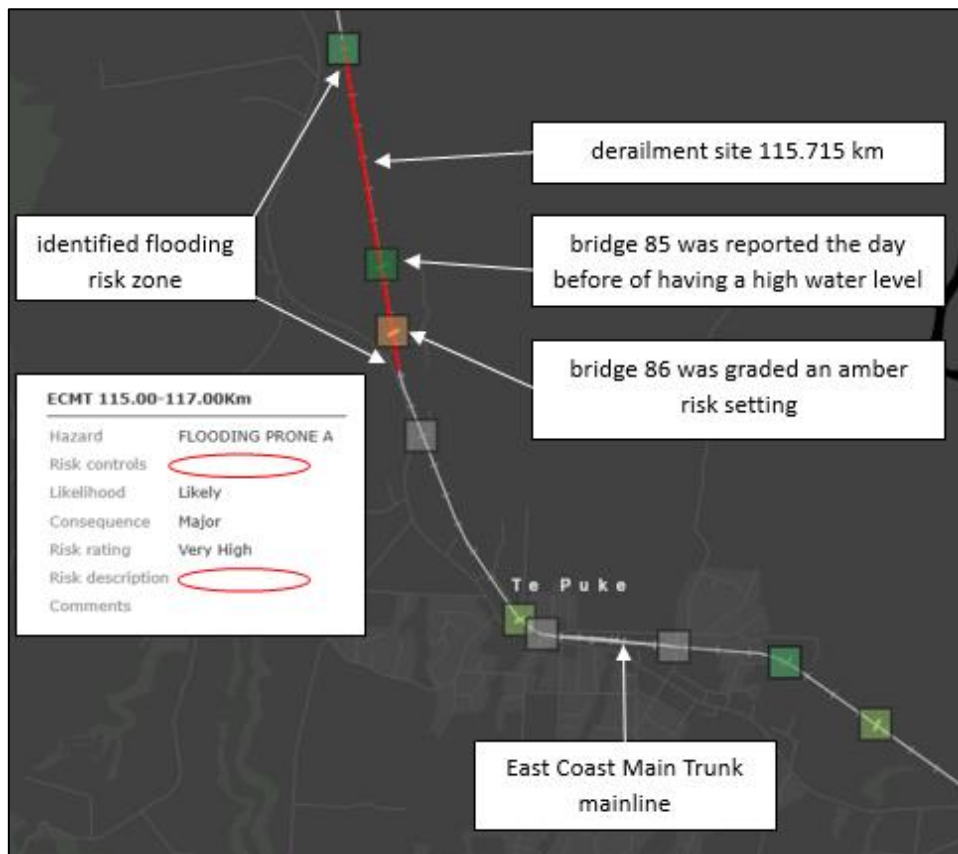 derailment site 115.715 km
identified flooding
risk zone
bridge 85 was reported the day
before of having a high water level
bridge 86 was graded an amber
risk setting
ECMT 115.00-117.00Km
Hazard FLOODING PRONE A
Risk controls
Likelihood Likely
Consequence Major
Risk rating Very High
Risk description
Comments
Te Puke
East Coast Main Trunk
mainline